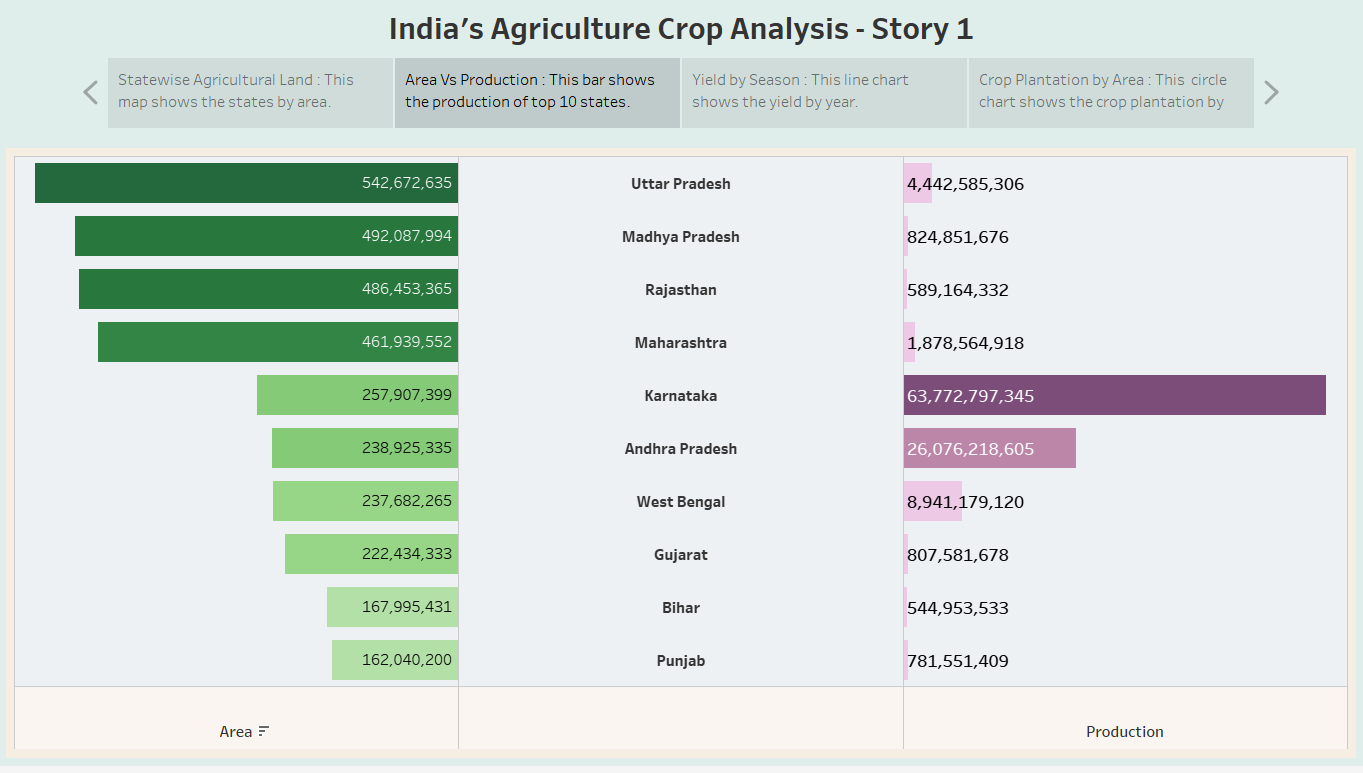 India’s Agriculture Crop Analysis - Story 1
Statewise Agricultural Land : This
map shows the states by area.
Area Vs Production : This bar shows
the production of top 10 states.
Yield by Season : This line chart
shows the yield by year.
Crop Plantation by Area : This circle
chart shows the crop plantation by
542,672,635 Uttar Pradesh 4,442,585,306
492,087,994 Madhya Pradesh 824,851,676
486,453,365 Rajasthan 589,164,332
461,939,552 Maharashtra 1,878,564,918
257,907,399 Karnataka 63,772,797,345
238,925,335 Andhra Pradesh 26,076,218,605
237,682,265 West Bengal 8,941,179,120
222,434,333 Gujarat 807,581,678
167,995,431 Bihar 544,953,533
162,040,200 Punjab 781,551,409
Area Production